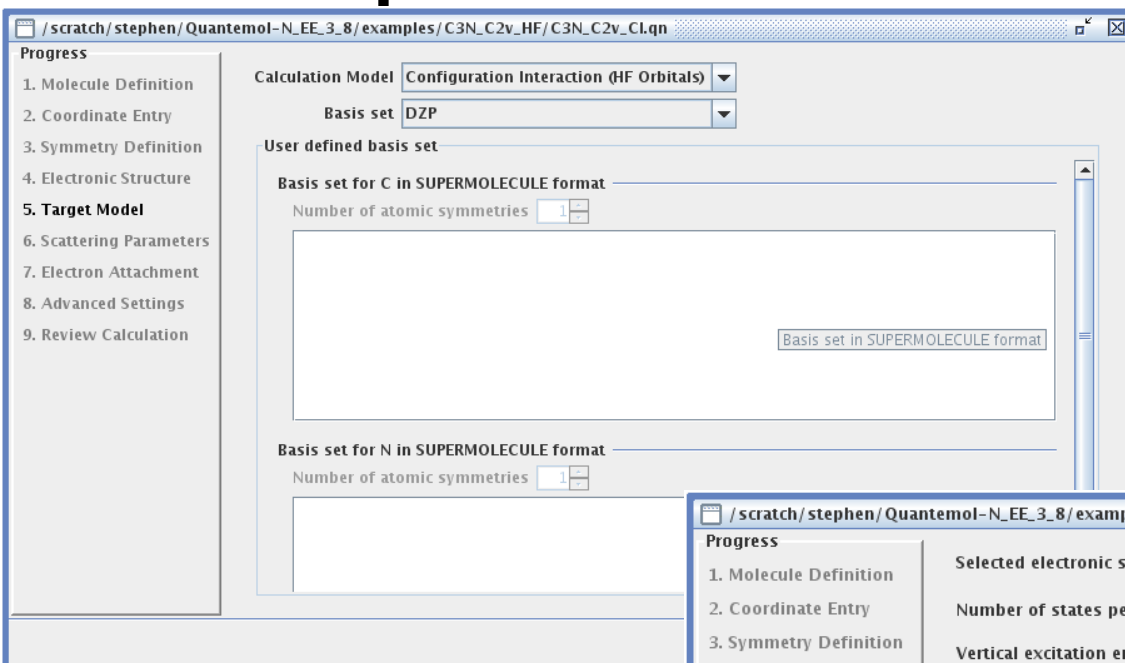 /scratch/stephen/Quantemol-N_EE_3_8/examples/C3N_C2v_HF/C3N_C2v_CI.qn
Progress
1. Molecule Definition
2. Coordinate Entry
3. Symmetry Definition
4. Electronic Structure
5. Target Model
6. Scattering Parameters
7. Electron Attachment
8. Advanced Settings
9. Review Calculation
Calculation Model Configuration Interaction (HF Orbitals)
Basis set DZP
User defined basis set
Basis set for C in SUPERMOLECULE format
Number of atomic symmetries 1
Basis set in SUPERMOLECULE format
Basis set for N in SUPERMOLECULE format
Number of atomic symmetries 1
/scratch/stephen/Quantemol-N_EE_3_8/examp
Progress
1. Molecule Definition
2. Coordinate Entry
3. Symmetry Definition
Selected electronic s
Number of states pe
Vertical excitation e